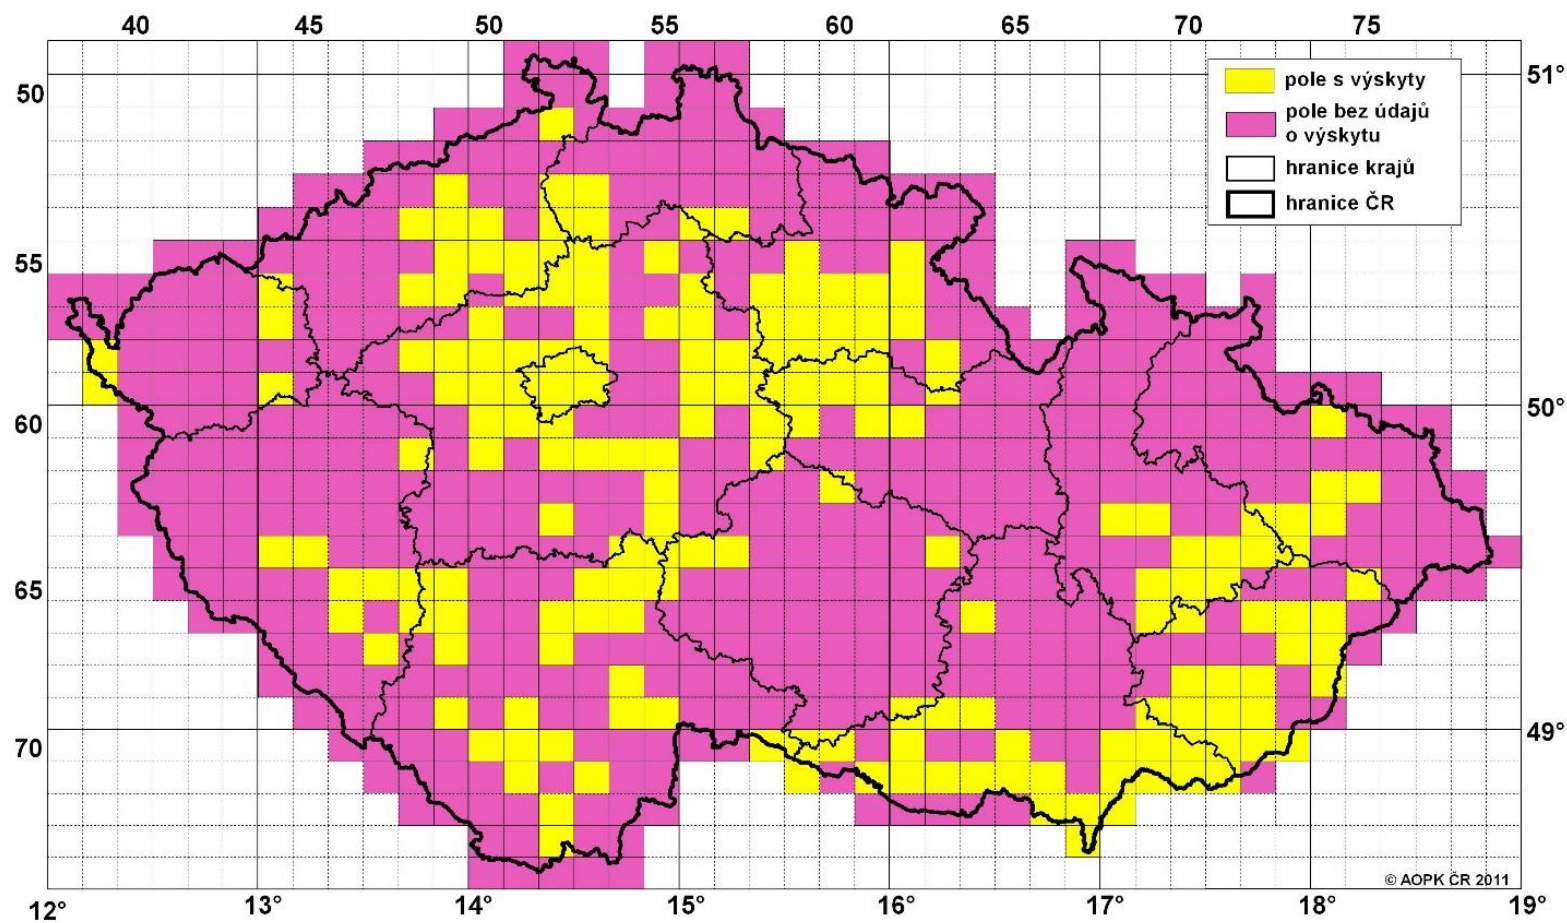 40 45 50 55 60 65 70 75
50
55
60
65
70
51°
50°
49°
pole s výskyty
pole bez údajů
o výskytu
hranice krajů
hranice ČR
© AOPK ČR 2011
12° 13° 14° 15° 16° 17° 18° 19°